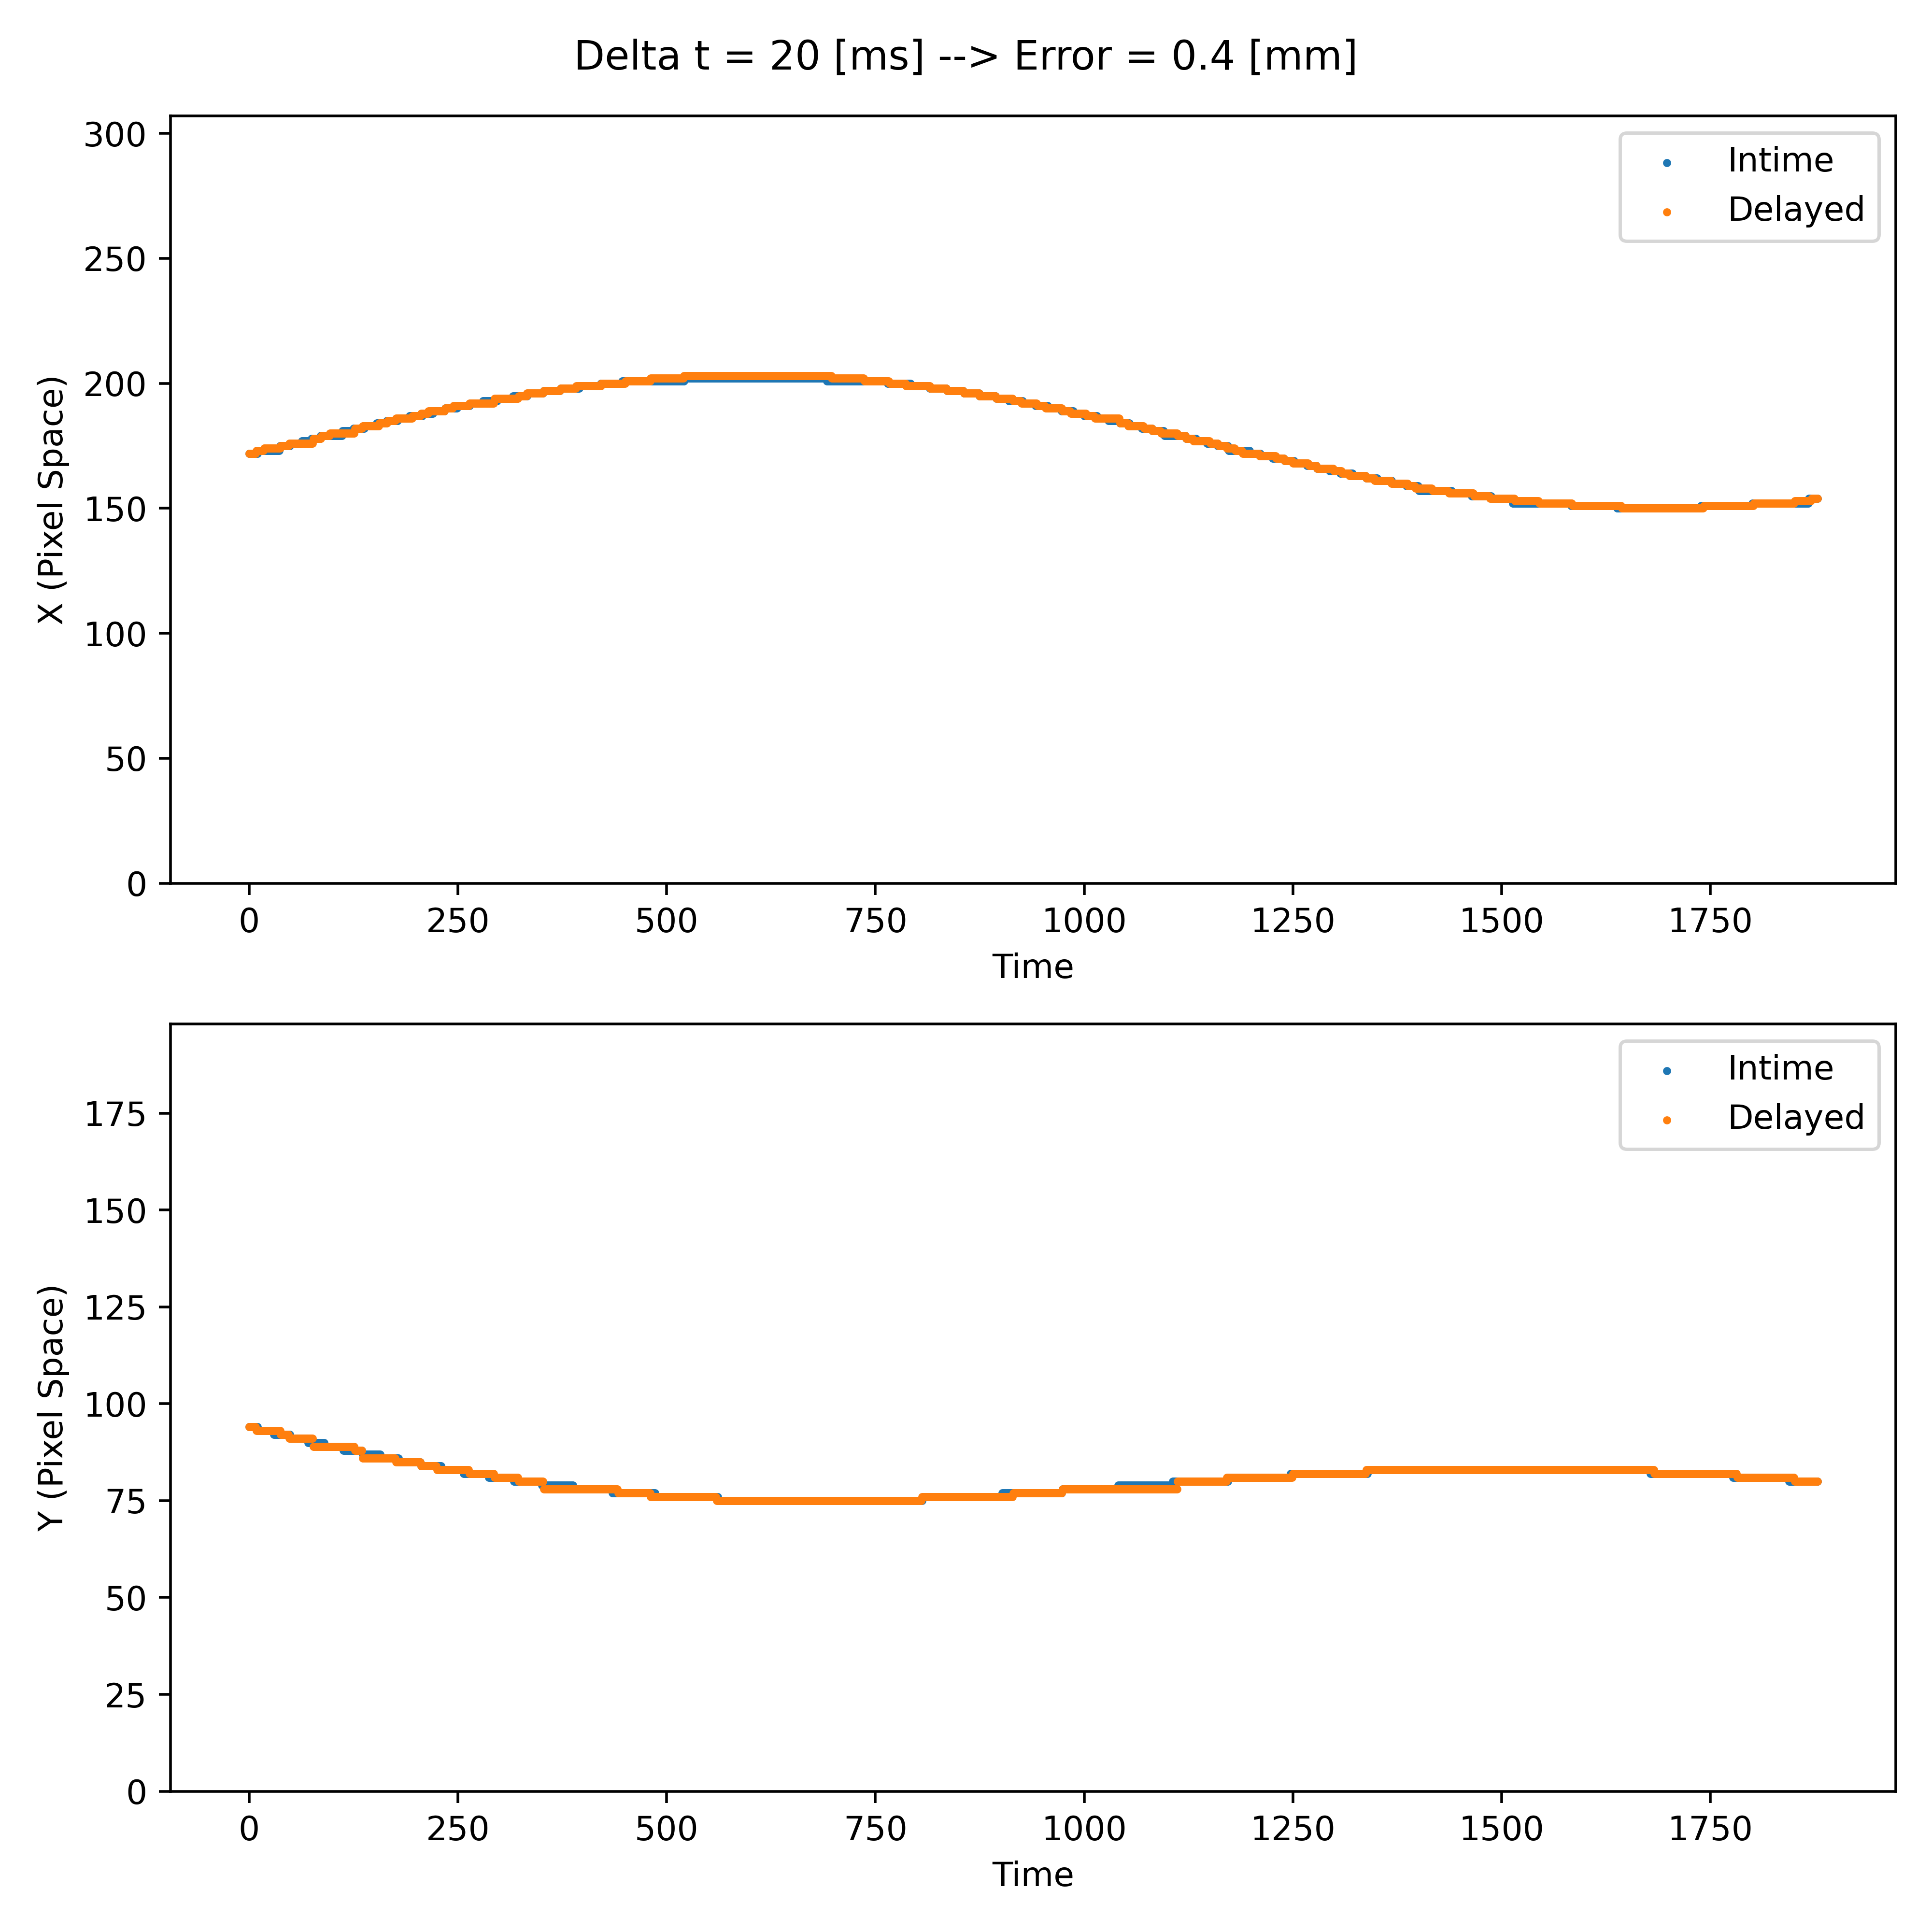 Delta t = 20 [ms] --> Error = 0.4 [mm]
300
250
200
150
100
50
0
X (Pixel Space)
Intime
Delayed
0 250 500 750 1000 1250 1500 1750
Time
175
150
125
100
75
50
25
0
Y (Pixel Space)
Intime
Delayed
0 250 500 750 1000 1250 1500 1750
Time